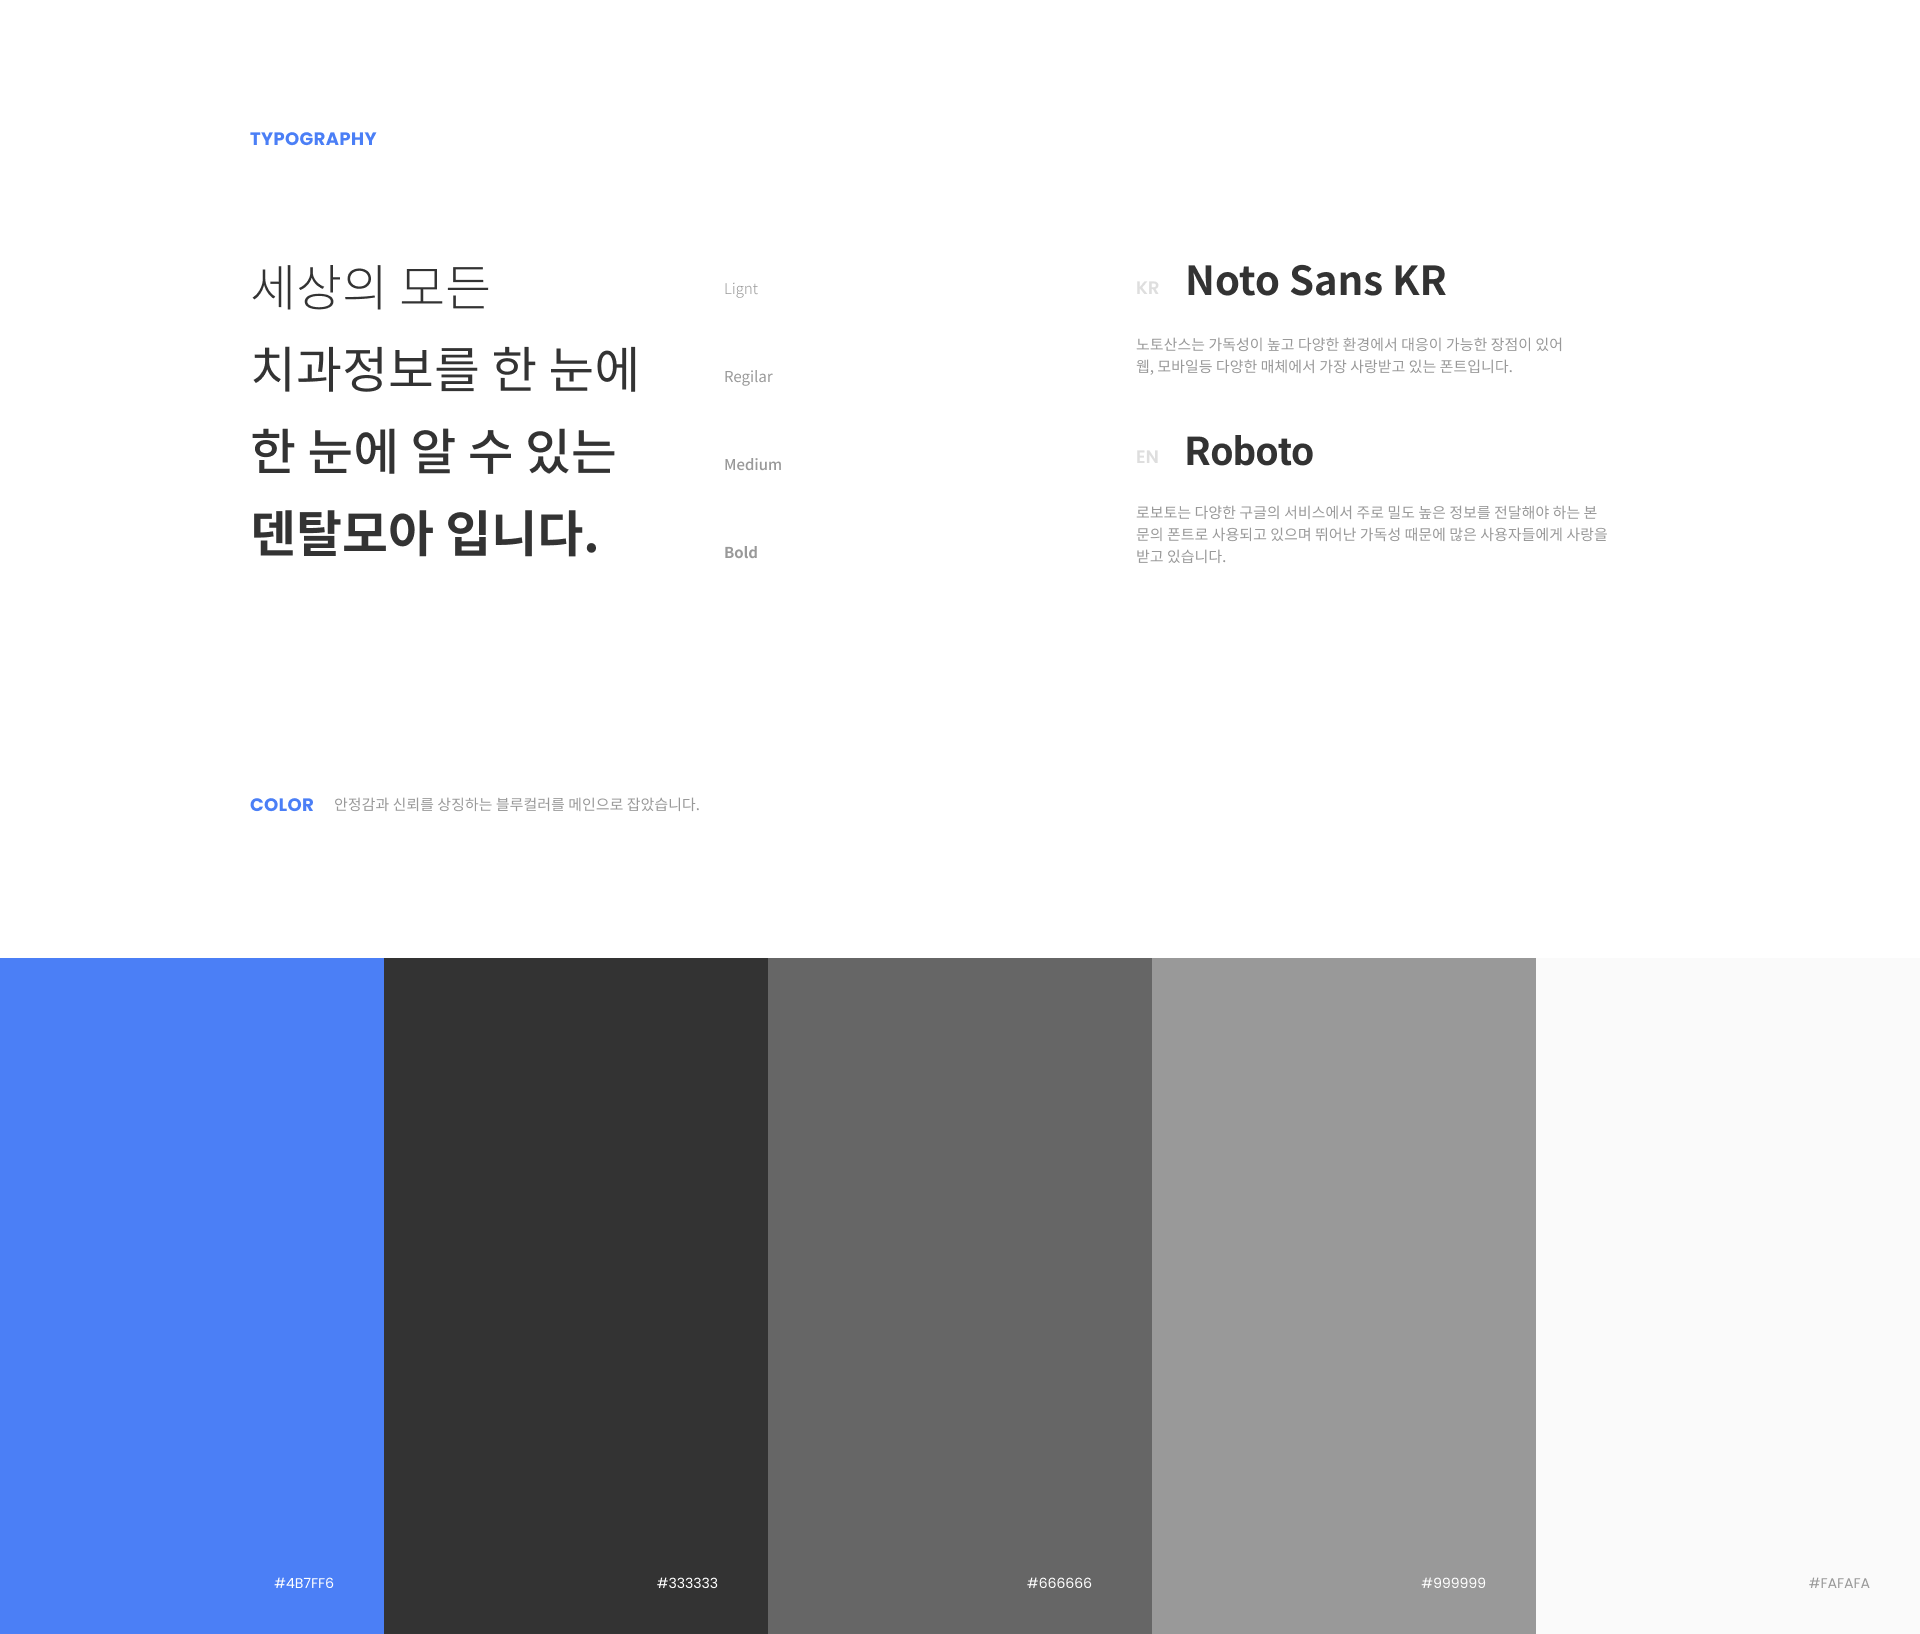 TYPOGRAPHY
세상의 모든
Lignt
치과정보를 한 눈에
Regilar
한 눈에 알 수 있는
Medium
덴탈모아 입니다.
Bold
KR Noto Sans KR
노토산스는 가독성이 높고 다양한 환경에서 대응이 가능한 장점이 있어
웹, 모바일등 다양한 매체에서 가장 사랑받고 있는 폰트입니다.
EN Roboto
로보토는 다양한 구글의 서비스에서 주로 밀도 높은 정보를 전달해야 하는 본
문의 폰트로 사용되고 있으며 뛰어난 가독성 때문에 많은 사용자들에게 사랑을
받고 있습니다.
COLOR 안정감과 신뢰를 상징하는 블루컬러를 메인으로 잡았습니다.
#4B7FF6
#333333
#666666
#999999
#FAFAFA